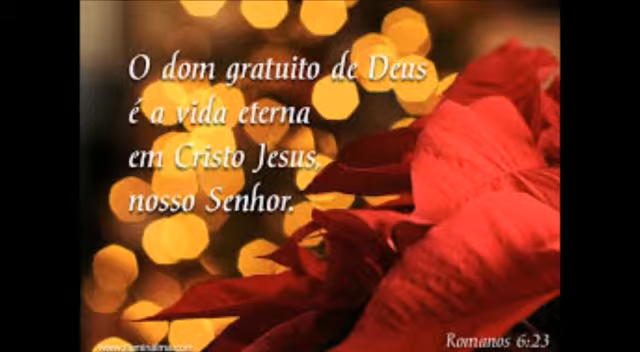 O dom gratuito de Deus
é a vida eterna
em Cristo Jesus,
nosso Senhor.
Romanos 6:23